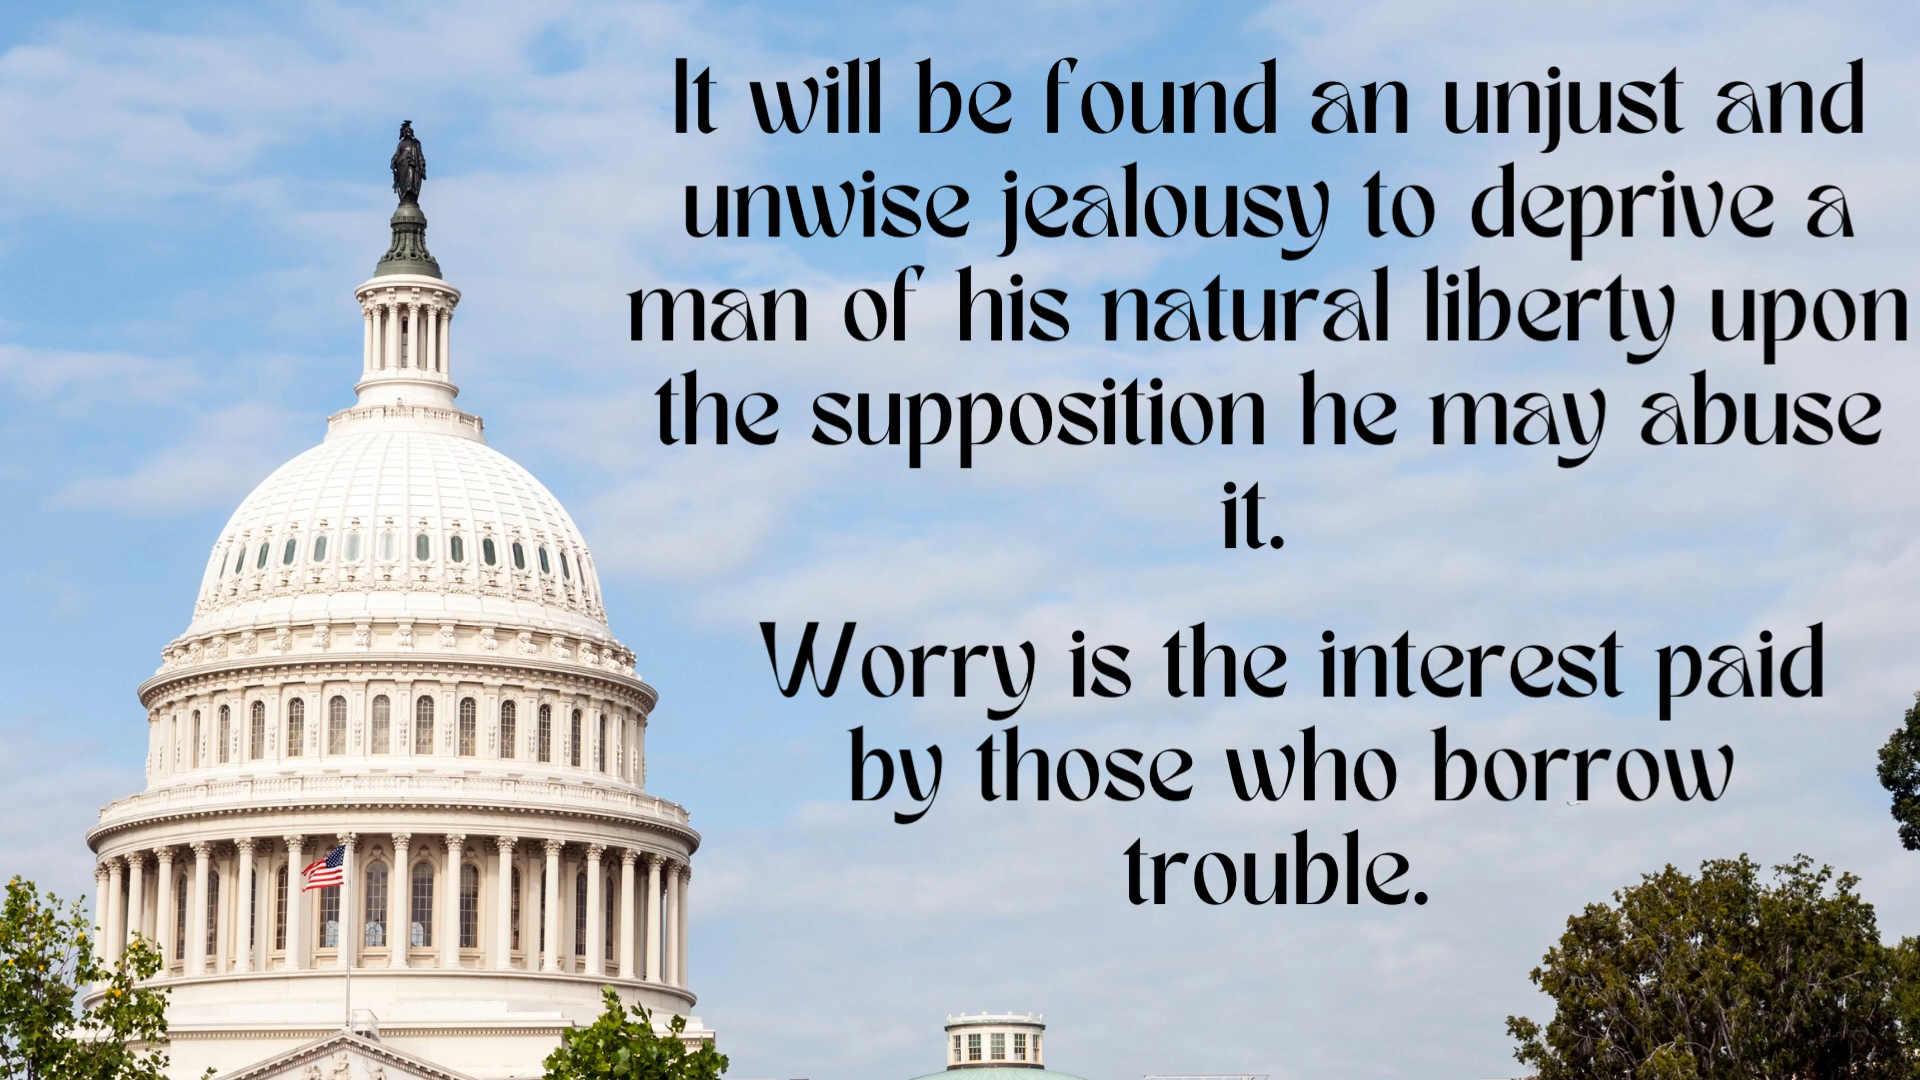 It will be found an unjust and
unwise jealousy to deprive a
man of his natural liberty upon
the supposition he may abuse
it.
Worry is the interest paid
by those who borrow
trouble.